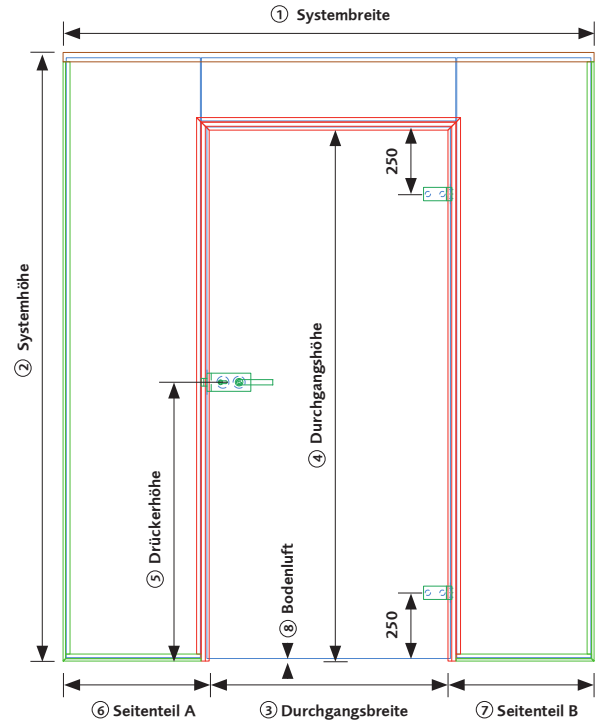 ① Systembreite
250
② Systemhöhe
④ Durchgangshöhe
⑤ Drückerhöhe
⑧ Bodenluft
250
⑥ Seitenteil A
③ Durchgangsbreite
⑦ Seitenteil B